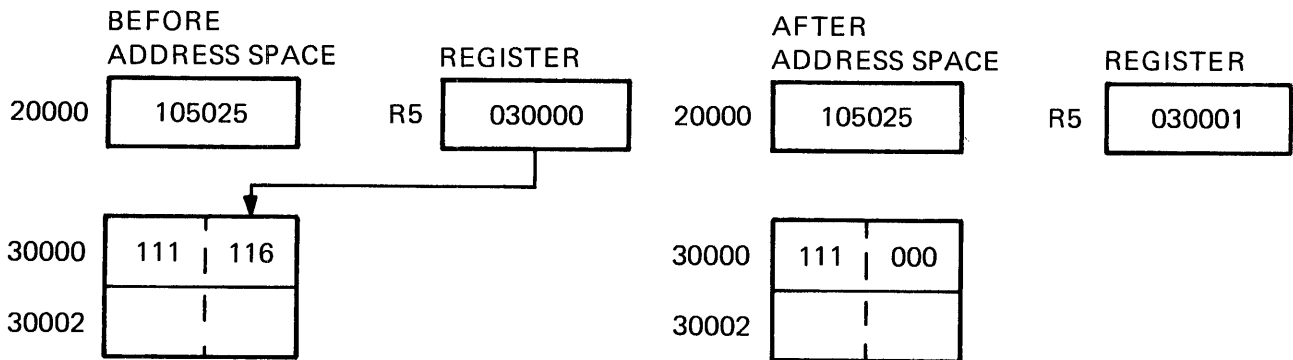 BEFORE
ADDRESS SPACE REGISTER
20000 105025 R5 030000
30000 111 116
30002
AFTER
ADDRESS SPACE REGISTER
20000 105025 R5 030001
30000 111 000
30002